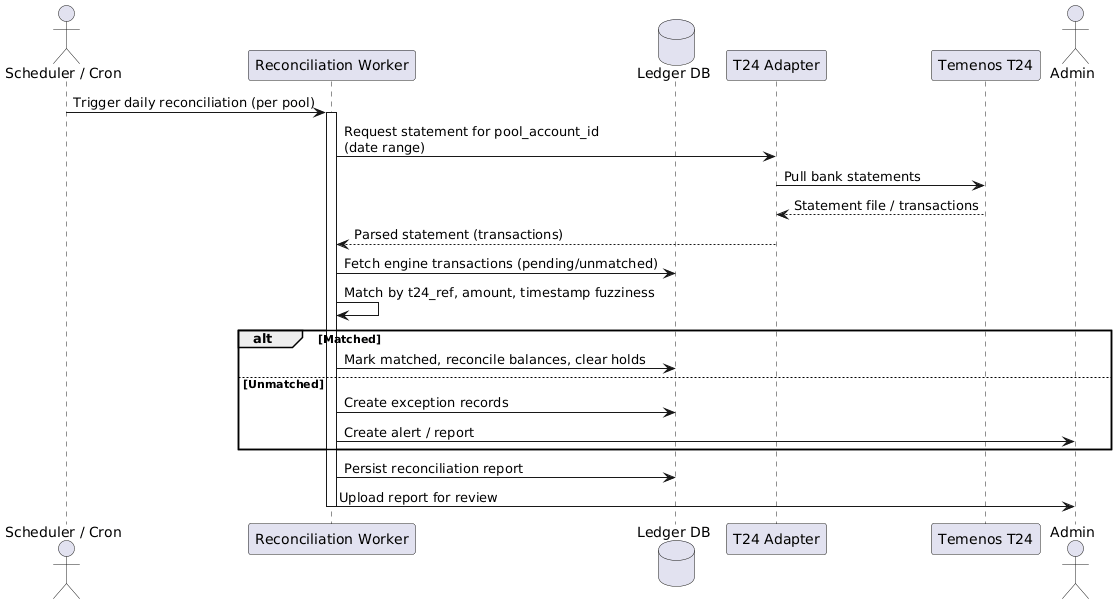 Scheduler / Cron
Reconciliation Worker
Ledger DB
T24 Adapter
Temenos T24
Admin
Trigger daily reconciliation (per pool)
Request statement for pool_account_id
(date range)
Pull bank statements
Statement file / transactions
Parsed statement (transactions)
Fetch engine transactions (pending/unmatched)
Match by t24_ref, amount, timestamp fuzziness
alt
[Matched]
Mark matched, reconcile balances, clear holds
[Unmatched]
Create exception records
Create alert / report
Persist reconciliation report
Upload report for review
Scheduler / Cron
Reconciliation Worker
Ledger DB
T24 Adapter
Temenos T24
Admin